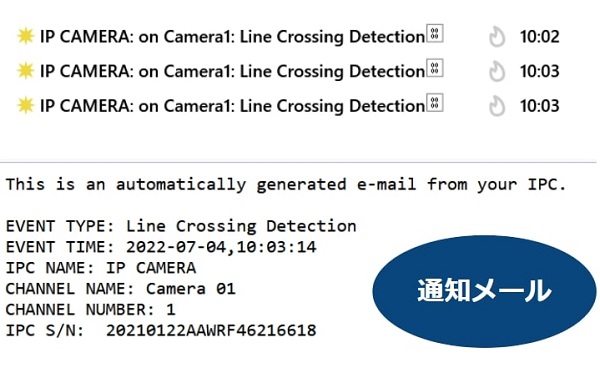 IP CAMERA: on Camera1: Line Crossing Detection 10:02
IP CAMERA: on Camera1: Line Crossing Detection 10:03
IP CAMERA: on Camera1: Line Crossing Detection 10:03
This is an automatically generated e-mail from your IPC.
EVENT TYPE: Line Crossing Detection
EVENT TIME: 2022-07-04,10:03:14
IPC NAME: IP CAMERA
CHANNEL NAME: Camera 01
CHANNEL NUMBER: 1
IPC S/N:  20210122AAWRF46216618
通知メール